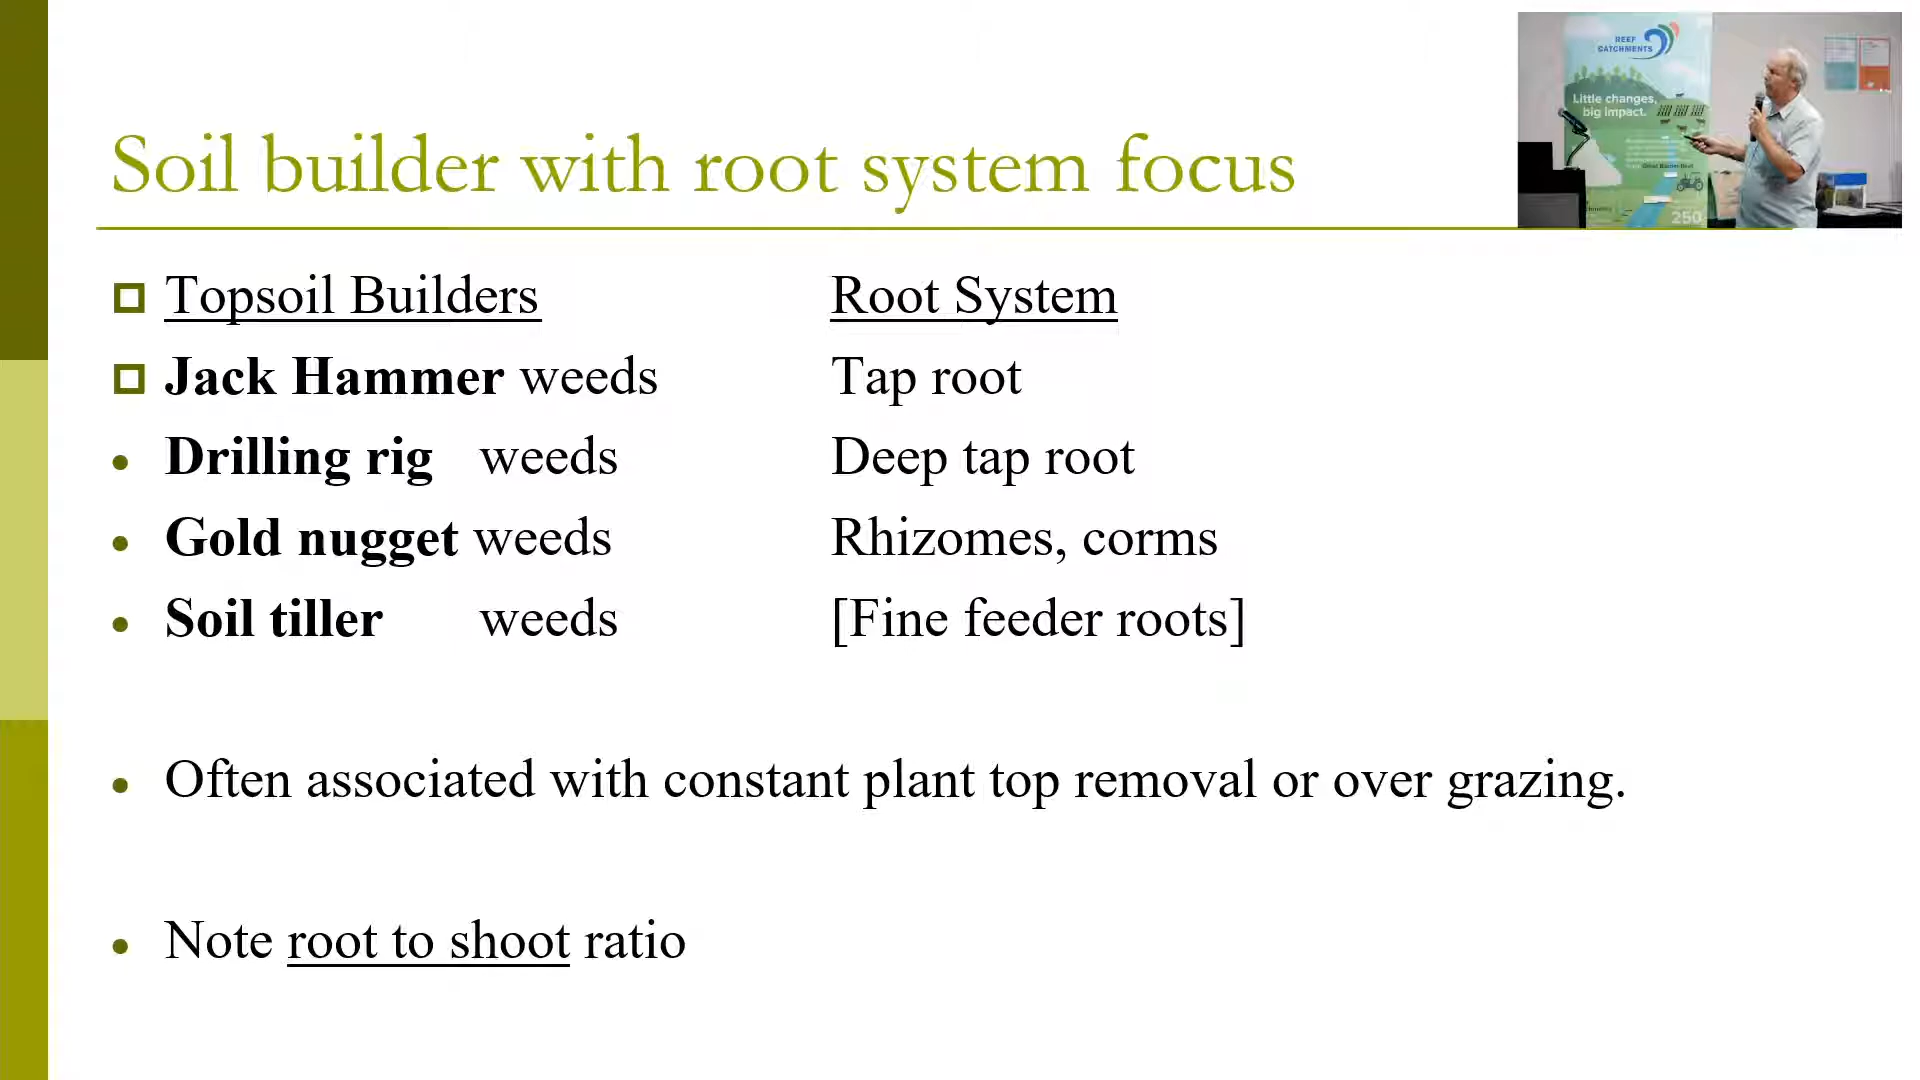 Soil builder with root system focus
REEF
CATCHMENTS
Little changes,
big impact.
250
Topsoil Builders Root System
Jack Hammer weeds Tap root
Drilling rig weeds Deep tap root
Gold nugget weeds Rhizomes, corms
Soil tiller weeds [Fine feeder roots]
Often associated with constant plant top removal or over grazing.
Note root to shoot ratio